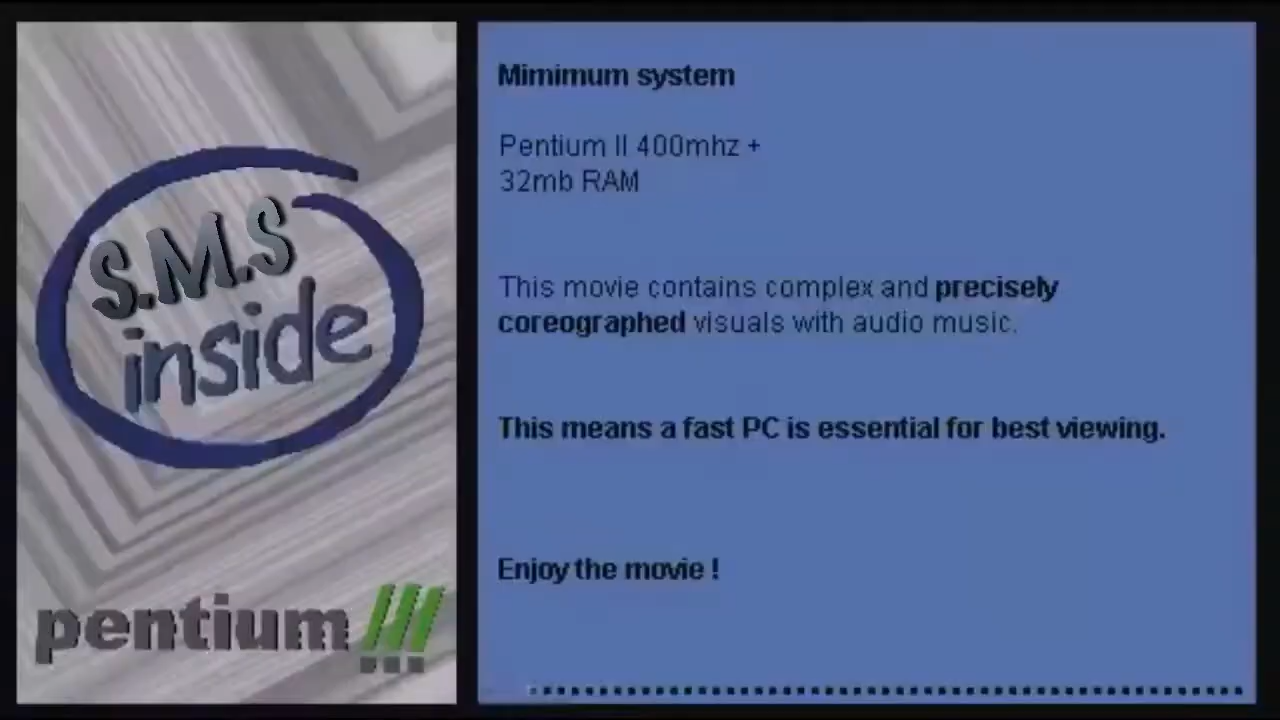 S.M.S
inside
pentium !!!
Mimimum system
Pentium II 400mhz +
32mb RAM
This movie contains complex and precisely
coreographed visuals with audio music.
This means a fast PC is essential for best viewing.
Enjoy the movie !